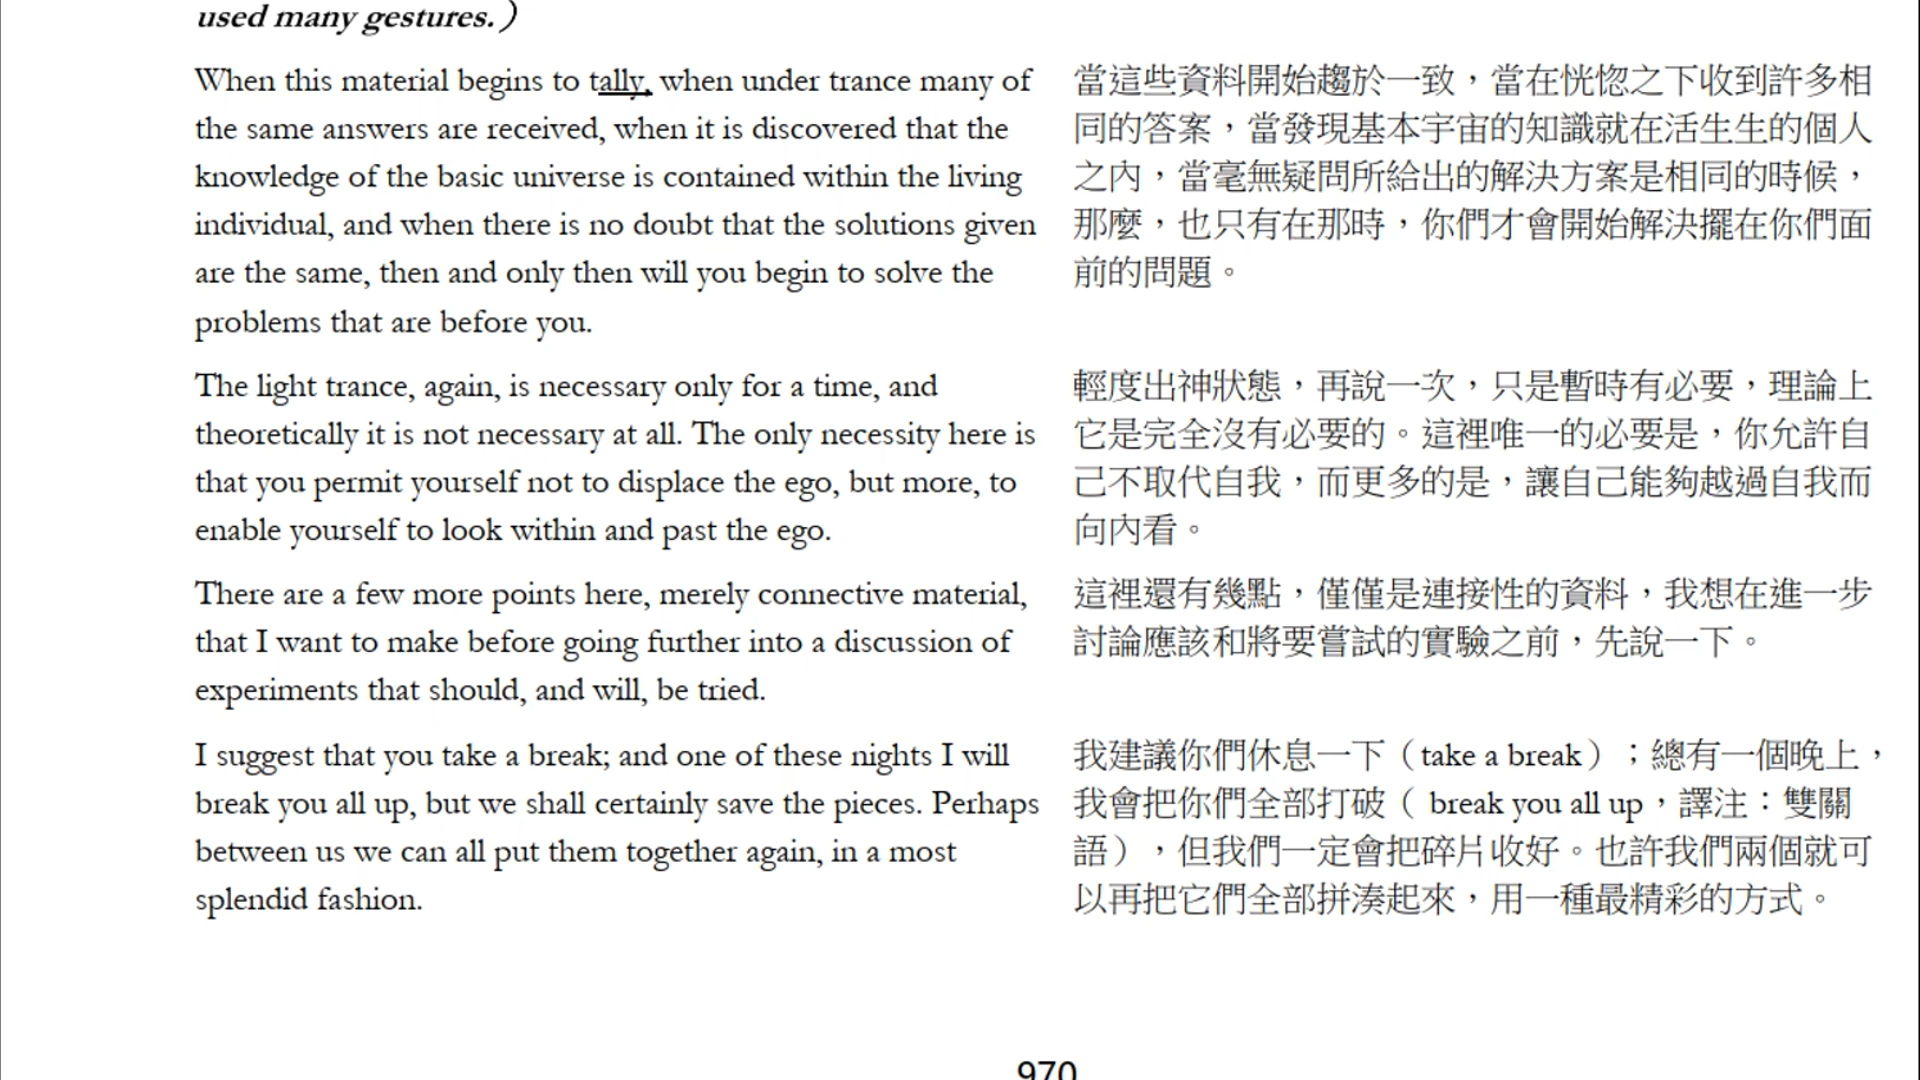 used many gestures.）
When this material begins to tally, when under trance many of
the same answers are received, when it is discovered that the
knowledge of the basic universe is contained within the living
individual, and when there is no doubt that the solutions given
are the same, then and only then will you begin to solve the
problems that are before you.
當這些資料開始趨於一致，當在恍惚之下收到許多相
同的答案，當發現基本宇宙的知識就在活生生的個人
之內，當毫無疑問所給出的解決方案是相同的時候，
那麼，也只有在那時，你們才會開始解決擺在你們面
前的問題。
The light trance, again, is necessary only for a time, and
theoretically it is not necessary at all. The only necessity here is
that you permit yourself not to displace the ego, but more, to
enable yourself to look within and past the ego.
輕度出神狀態，再說一次，只是暫時有必要，理論上
它是完全沒有必要的。這裡唯一的必要是，你允許自
己不取代自我，而更多的是，讓自己能夠越過自我而
向內看。
There are a few more points here, merely connective material,
that I want to make before going further into a discussion of
experiments that should, and will, be tried.
這裡還有幾點，僅僅是連接性的資料，我想在進一步
討論應該和將要嘗試的實驗之前，先說一下。
I suggest that you take a break; and one of these nights I will
break you all up, but we shall certainly save the pieces. Perhaps
between us we can all put them together again, in a most
splendid fashion.
我建議你們休息一下（take a break）；總有一個晚上，
我會把你們全部打破（ break you all up，譯注：雙關
語），但我們一定會把碎片收好。也許我們兩個就可
以再把它們全部拼湊起來，用一種最精彩的方式。
970